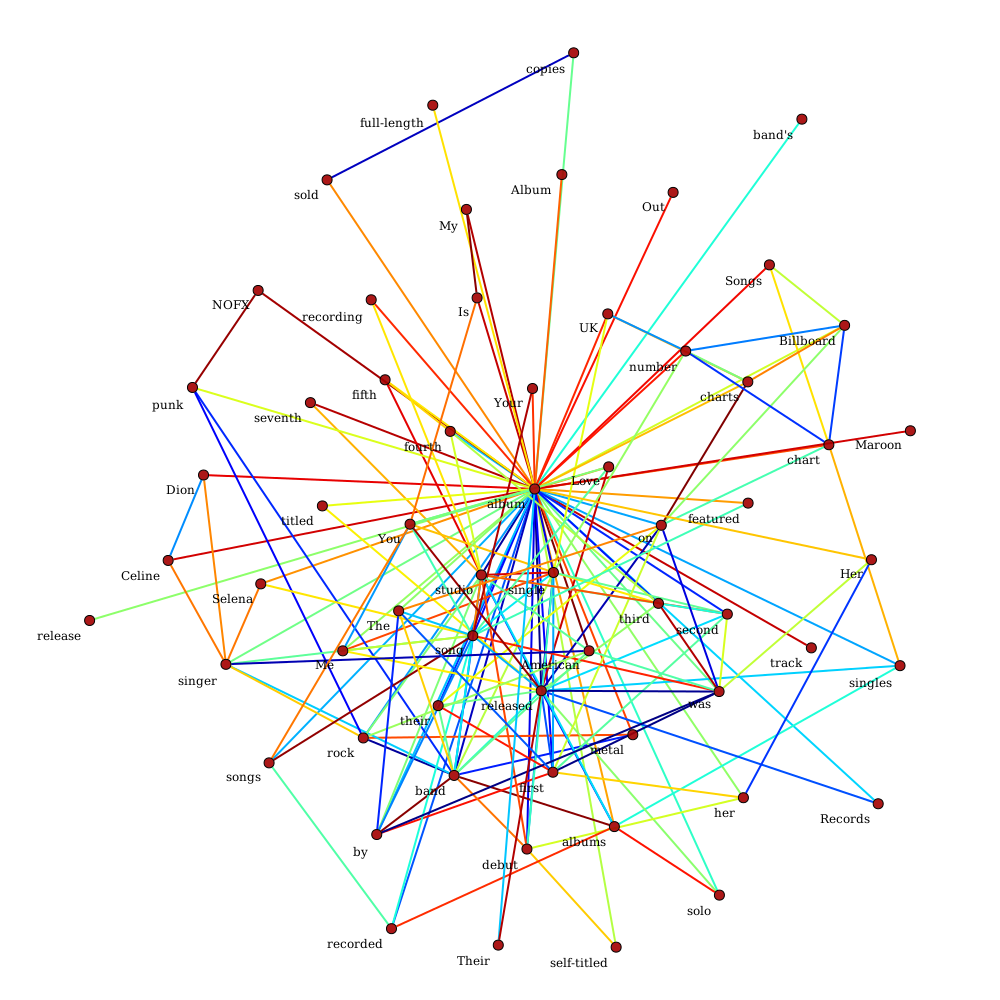 copies
full-length
band's
sold
Album
Out
My
Songs
NOFX
recording
Is
UK
Billboard
number
fifth
charts
punk
seventh
Your
fourth
Maroon
chart
Dion
Love
album
titled
featured
You
on
Celine
Selena
studio
single
Her
release
The
third
second
song
Me
American
track
singer
singles
their
released
was
rock
metal
songs
band
first
her
Records
by
albums
debut
solo
recorded
Their
self-titled